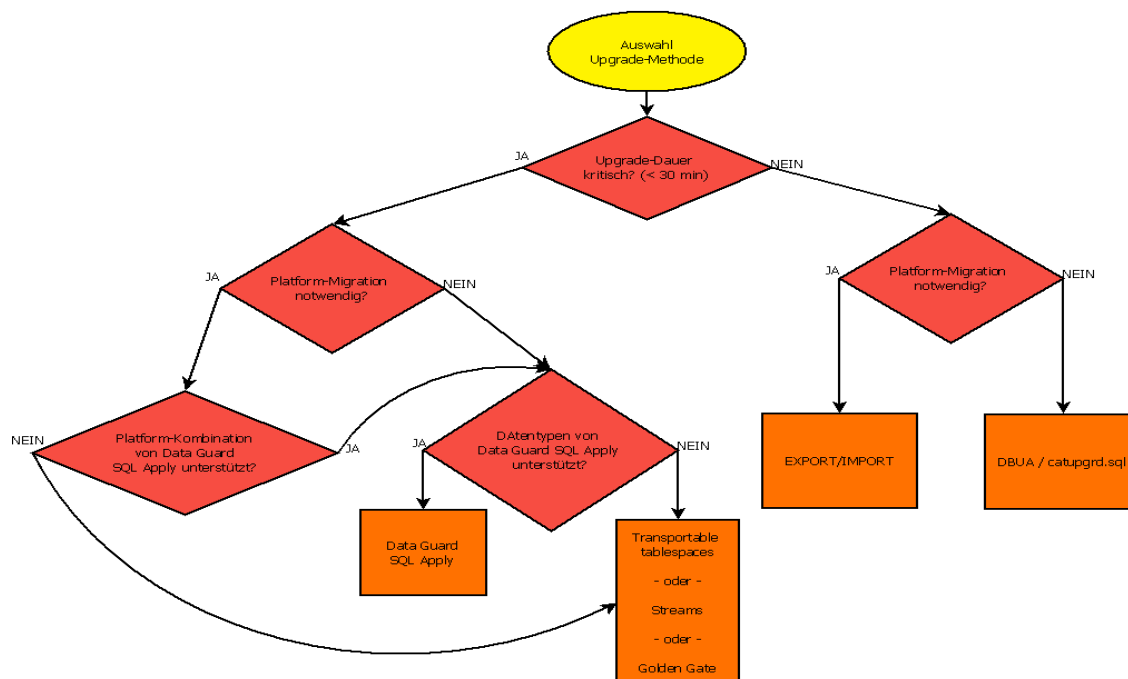 Auswahl
Upgrade-Methode
JA
Upgrade-Dauer
kritisch? (< 30 min)
NEIN
JA
Platform-Migration
notwendig?
NEIN
JA
Platform-Migration
notwendig?
NEIN
NEIN
Platform-Kombination
von Data Guard
SQL Apply unterstützt?
JA
JA
DAtentypen von
Data Guard SQL Apply
unterstützt?
NEIN
EXPORT/IMPORT
DBUA / catupgrd.sql
Data Guard
SQL Apply
Transportable
tablespaces
- oder -
Streams
- oder -
Golden Gate